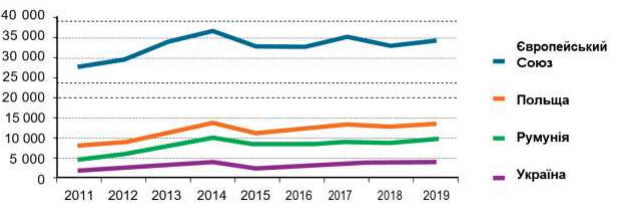 40 000
35 000
30 000
25 000
20 000
15 000
10 000
5 000
0
2011 2012 2013 2014 2015 2016 2017 2018 2019
Європейський
Союз
Польща
Румунія
Україна